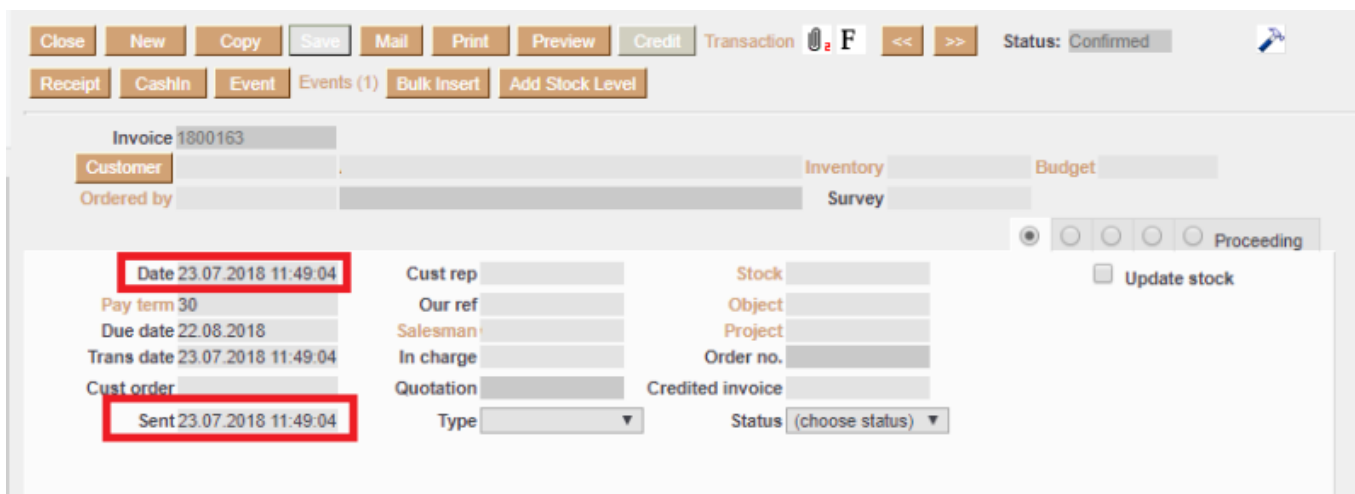 Close New Copy Save Mail Print Preview Credit Transaction 2 F << >> Status: Confirmed
Receipt CashIn Event Events (1) Bulk Insert Add Stock Level
Invoice 1800163
Customer . Inventory Budget
Ordered by Survey
Proceeding
Date 23.07.2018 11:49:04 Cust rep Stock Update stock
Pay term 30 Our ref Object
Due date 22.08.2018 Salesman Project
Trans date 23.07.2018 11:49:04 In charge Order no.
Cust order Quotation Credited invoice
Sent 23.07.2018 11:49:04 Type Status (choose status)